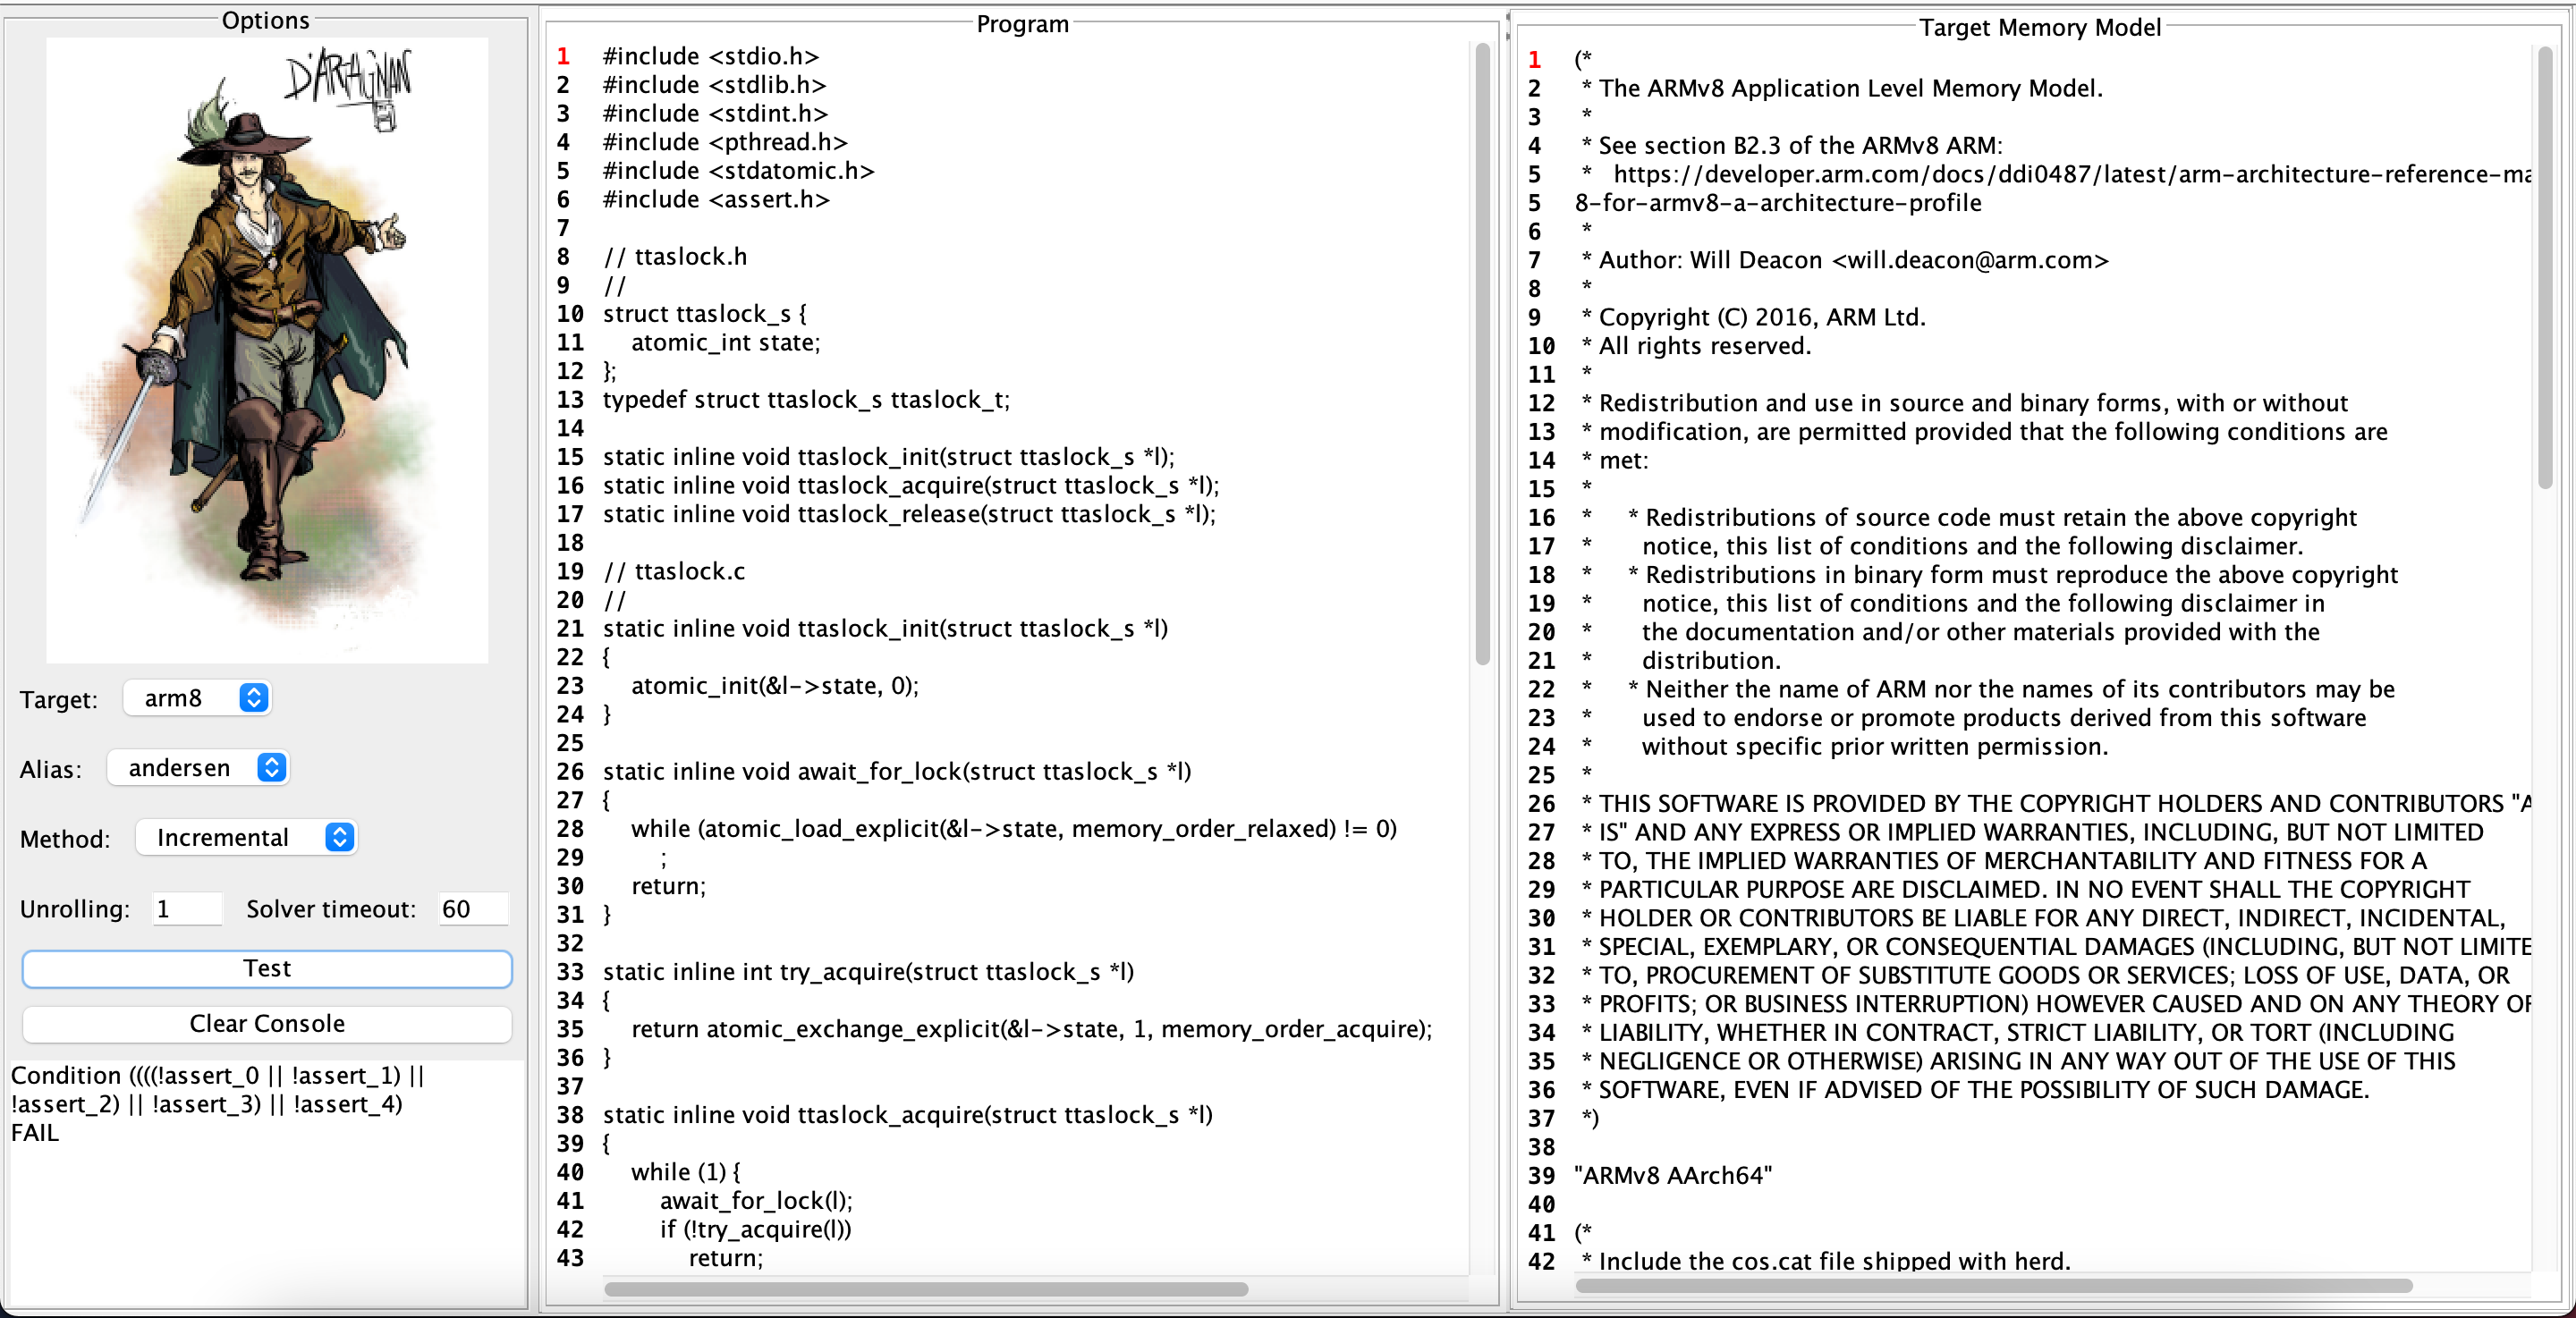 Options
D'ARTAGNAN
Target: arm8
Alias: andersen
Method: Incremental
Unrolling: 1 Solver timeout: 60
Test
Clear Console
Condition ((((!assert_0 || !assert_1) ||
!assert_2) || !assert_3) || !assert_4)
FAIL
Program
1 #include <stdio.h>
2 #include <stdlib.h>
3 #include <stdint.h>
4 #include <pthread.h>
5 #include <stdatomic.h>
6 #include <assert.h>
7
8 // ttaslock.h
9 //
10 struct ttaslock_s {
11 atomic_int state;
12 };
13 typedef struct ttaslock_s ttaslock_t;
14
15 static inline void ttaslock_init(struct ttaslock_s *l);
16 static inline void ttaslock_acquire(struct ttaslock_s *l);
17 static inline void ttaslock_release(struct ttaslock_s *l);
18
19 // ttaslock.c
20 //
21 static inline void ttaslock_init(struct ttaslock_s *l)
22 {
23 atomic_init(&l->state, 0);
24 }
25
26 static inline void await_for_lock(struct ttaslock_s *l)
27 {
28 while (atomic_load_explicit(&l->state, memory_order_relaxed) != 0)
29 ;
30 return;
31 }
32
33 static inline int try_acquire(struct ttaslock_s *l)
34 {
35 return atomic_exchange_explicit(&l->state, 1, memory_order_acquire);
36 }
37
38 static inline void ttaslock_acquire(struct ttaslock_s *l)
39 {
40 while (1) {
41 await_for_lock(l);
42 if (!try_acquire(l))
43 return;
Target Memory Model
1 (*
2 * The ARMv8 Application Level Memory Model.
3 *
4 * See section B2.3 of the ARMv8 ARM:
5 * https://developer.arm.com/docs/ddi0487/latest/arm-architecture-reference-ma
5 8-for-armv8-a-architecture-profile
6 *
7 * Author: Will Deacon <will.deacon@arm.com>
8 *
9 * Copyright (C) 2016, ARM Ltd.
10 * All rights reserved.
11 *
12 * Redistribution and use in source and binary forms, with or without
13 * modification, are permitted provided that the following conditions are
14 * met:
15 *
16 * * Redistributions of source code must retain the above copyright
17 * notice, this list of conditions and the following disclaimer.
18 * * Redistributions in binary form must reproduce the above copyright
19 * notice, this list of conditions and the following disclaimer in
20 * the documentation and/or other materials provided with the
21 * distribution.
22 * * Neither the name of ARM nor the names of its contributors may be
23 * used to endorse or promote products derived from this software
24 * without specific prior written permission.
25 *
26 * THIS SOFTWARE IS PROVIDED BY THE COPYRIGHT HOLDERS AND CONTRIBUTORS "A
27 * IS" AND ANY EXPRESS OR IMPLIED WARRANTIES, INCLUDING, BUT NOT LIMITED
28 * TO, THE IMPLIED WARRANTIES OF MERCHANTABILITY AND FITNESS FOR A
29 * PARTICULAR PURPOSE ARE DISCLAIMED. IN NO EVENT SHALL THE COPYRIGHT
30 * HOLDER OR CONTRIBUTORS BE LIABLE FOR ANY DIRECT, INDIRECT, INCIDENTAL,
31 * SPECIAL, EXEMPLARY, OR CONSEQUENTIAL DAMAGES (INCLUDING, BUT NOT LIMITE
32 * TO, PROCUREMENT OF SUBSTITUTE GOODS OR SERVICES; LOSS OF USE, DATA, OR
33 * PROFITS; OR BUSINESS INTERRUPTION) HOWEVER CAUSED AND ON ANY THEORY OF
34 * LIABILITY, WHETHER IN CONTRACT, STRICT LIABILITY, OR TORT (INCLUDING
35 * NEGLIGENCE OR OTHERWISE) ARISING IN ANY WAY OUT OF THE USE OF THIS
36 * SOFTWARE, EVEN IF ADVISED OF THE POSSIBILITY OF SUCH DAMAGE.
37 *)
38
39 "ARMv8 AArch64"
40
41 (*
42 * Include the cos.cat file shipped with herd.